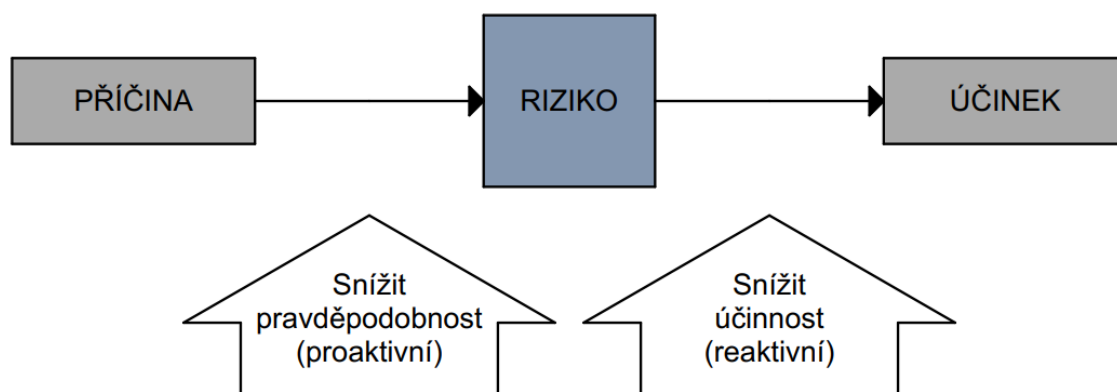 PŘÍČINA
RIZIKO
ÚČINEK
Snížit
pravděpodobnost
(proaktivní)
Snížit
účinnost
(reaktivní)